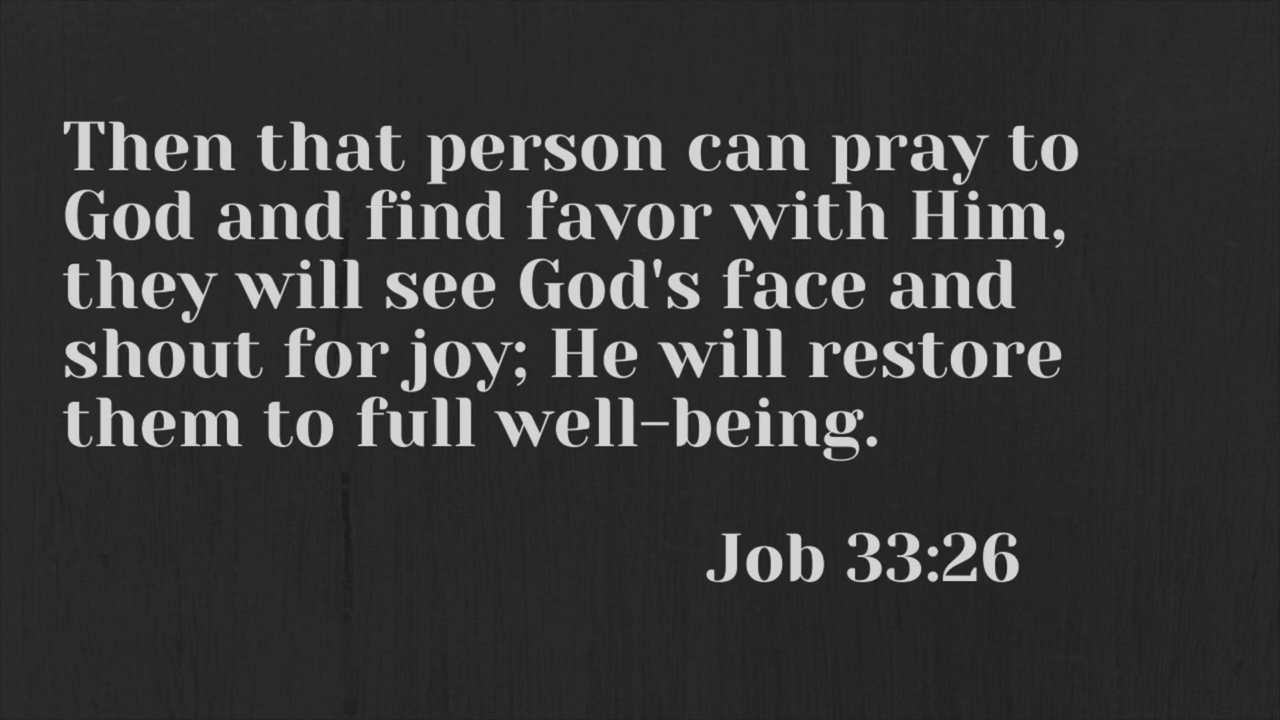 Then that person can pray to
God and find favor with Him,
they will see God's face and
shout for joy; He will restore
them to full well-being.
Job 33:26